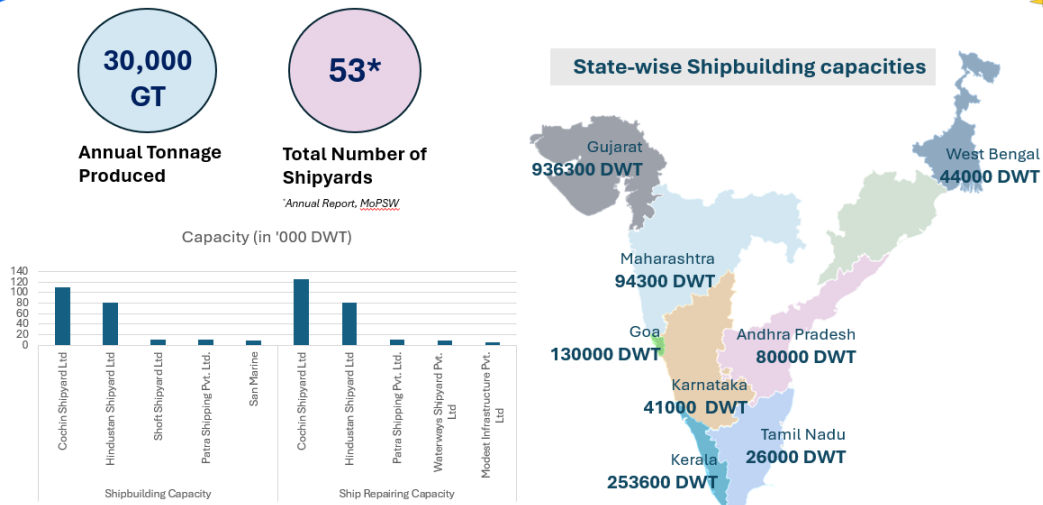 30,000
GT
53*
Annual Tonnage
Produced
Total Number of
Shipyards
*Annual Report, MoPSW
Capacity (in '000 DWT)
140
120
100
80
60
40
20
0
Cochin Shipyard Ltd
Hindustan Shipyard Ltd
Shoft Shipyard Ltd
Patra Shipping Pvt. Ltd.
San Marine
Cochin Shipyard Ltd
Hindustan Shipyard Ltd
Patra Shipping Pvt. Ltd.
Waterways Shipyard Pvt.
Ltd
Modest Infrastructure Pvt.
Ltd
Shipbuilding Capacity
Ship Repairing Capacity
State-wise Shipbuilding capacities
Gujarat
936300 DWT
West Bengal
44000 DWT
Maharashtra
94300 DWT
Goa
130000 DWT
Andhra Pradesh
80000 DWT
Karnataka
41000 DWT
Tamil Nadu
26000 DWT
Kerala
253600 DWT